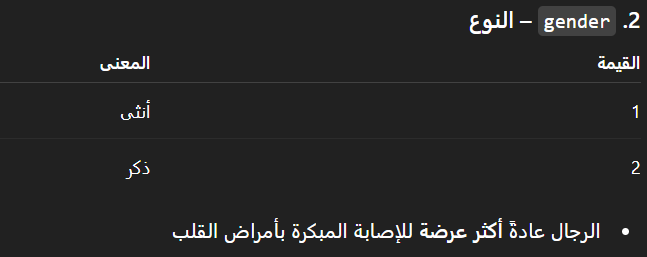 2. gender – النوع
القيمة المعنى
1 أنثى
2 ذكر
• الرجال عادةً أكثر عرضة للإصابة المبكرة بأمراض القلب